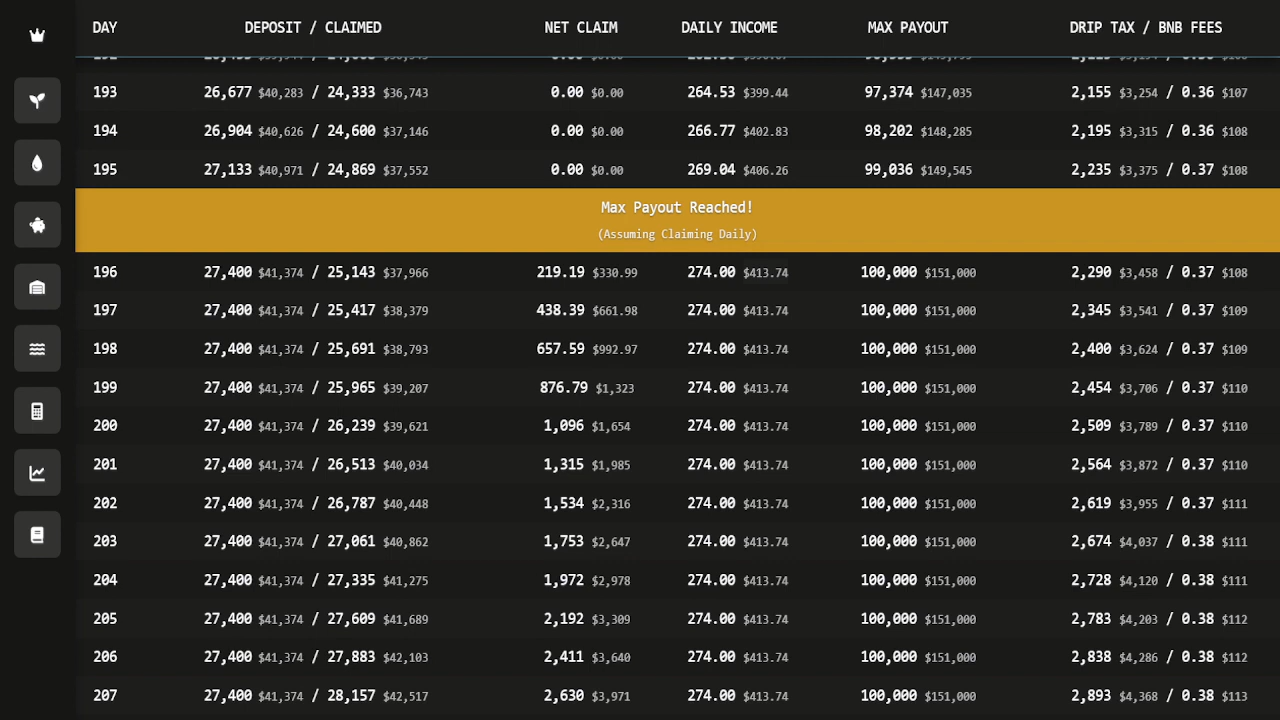 DAY DEPOSIT / CLAIMED NET CLAIM DAILY INCOME MAX PAYOUT DRIP TAX / BNB FEES
193 26,677 $40,283 / 24,333 $36,743 0.00 $0.00 264.53 $399.44 97,374 $147,035 2,155 $3,254 / 0.36 $107
194 26,904 $40,626 / 24,600 $37,146 0.00 $0.00 266.77 $402.83 98,202 $148,285 2,195 $3,315 / 0.36 $108
195 27,133 $40,971 / 24,869 $37,552 0.00 $0.00 269.04 $406.26 99,036 $149,545 2,235 $3,375 / 0.37 $108
Max Payout Reached!
(Assuming Claiming Daily)
196 27,400 $41,374 / 25,143 $37,966 219.19 $330.99 274.00 $413.74 100,000 $151,000 2,290 $3,458 / 0.37 $108
197 27,400 $41,374 / 25,417 $38,379 438.39 $661.98 274.00 $413.74 100,000 $151,000 2,345 $3,541 / 0.37 $109
198 27,400 $41,374 / 25,691 $38,793 657.59 $992.97 274.00 $413.74 100,000 $151,000 2,400 $3,624 / 0.37 $109
199 27,400 $41,374 / 25,965 $39,207 876.79 $1,323 274.00 $413.74 100,000 $151,000 2,454 $3,706 / 0.37 $110
200 27,400 $41,374 / 26,239 $39,621 1,096 $1,654 274.00 $413.74 100,000 $151,000 2,509 $3,789 / 0.37 $110
201 27,400 $41,374 / 26,513 $40,034 1,315 $1,985 274.00 $413.74 100,000 $151,000 2,564 $3,872 / 0.37 $110
202 27,400 $41,374 / 26,787 $40,448 1,534 $2,316 274.00 $413.74 100,000 $151,000 2,619 $3,955 / 0.37 $111
203 27,400 $41,374 / 27,061 $40,862 1,753 $2,647 274.00 $413.74 100,000 $151,000 2,674 $4,037 / 0.38 $111
204 27,400 $41,374 / 27,335 $41,275 1,972 $2,978 274.00 $413.74 100,000 $151,000 2,728 $4,120 / 0.38 $111
205 27,400 $41,374 / 27,609 $41,689 2,192 $3,309 274.00 $413.74 100,000 $151,000 2,783 $4,203 / 0.38 $112
206 27,400 $41,374 / 27,883 $42,103 2,411 $3,640 274.00 $413.74 100,000 $151,000 2,838 $4,286 / 0.38 $112
207 27,400 $41,374 / 28,157 $42,517 2,630 $3,971 274.00 $413.74 100,000 $151,000 2,893 $4,368 / 0.38 $113